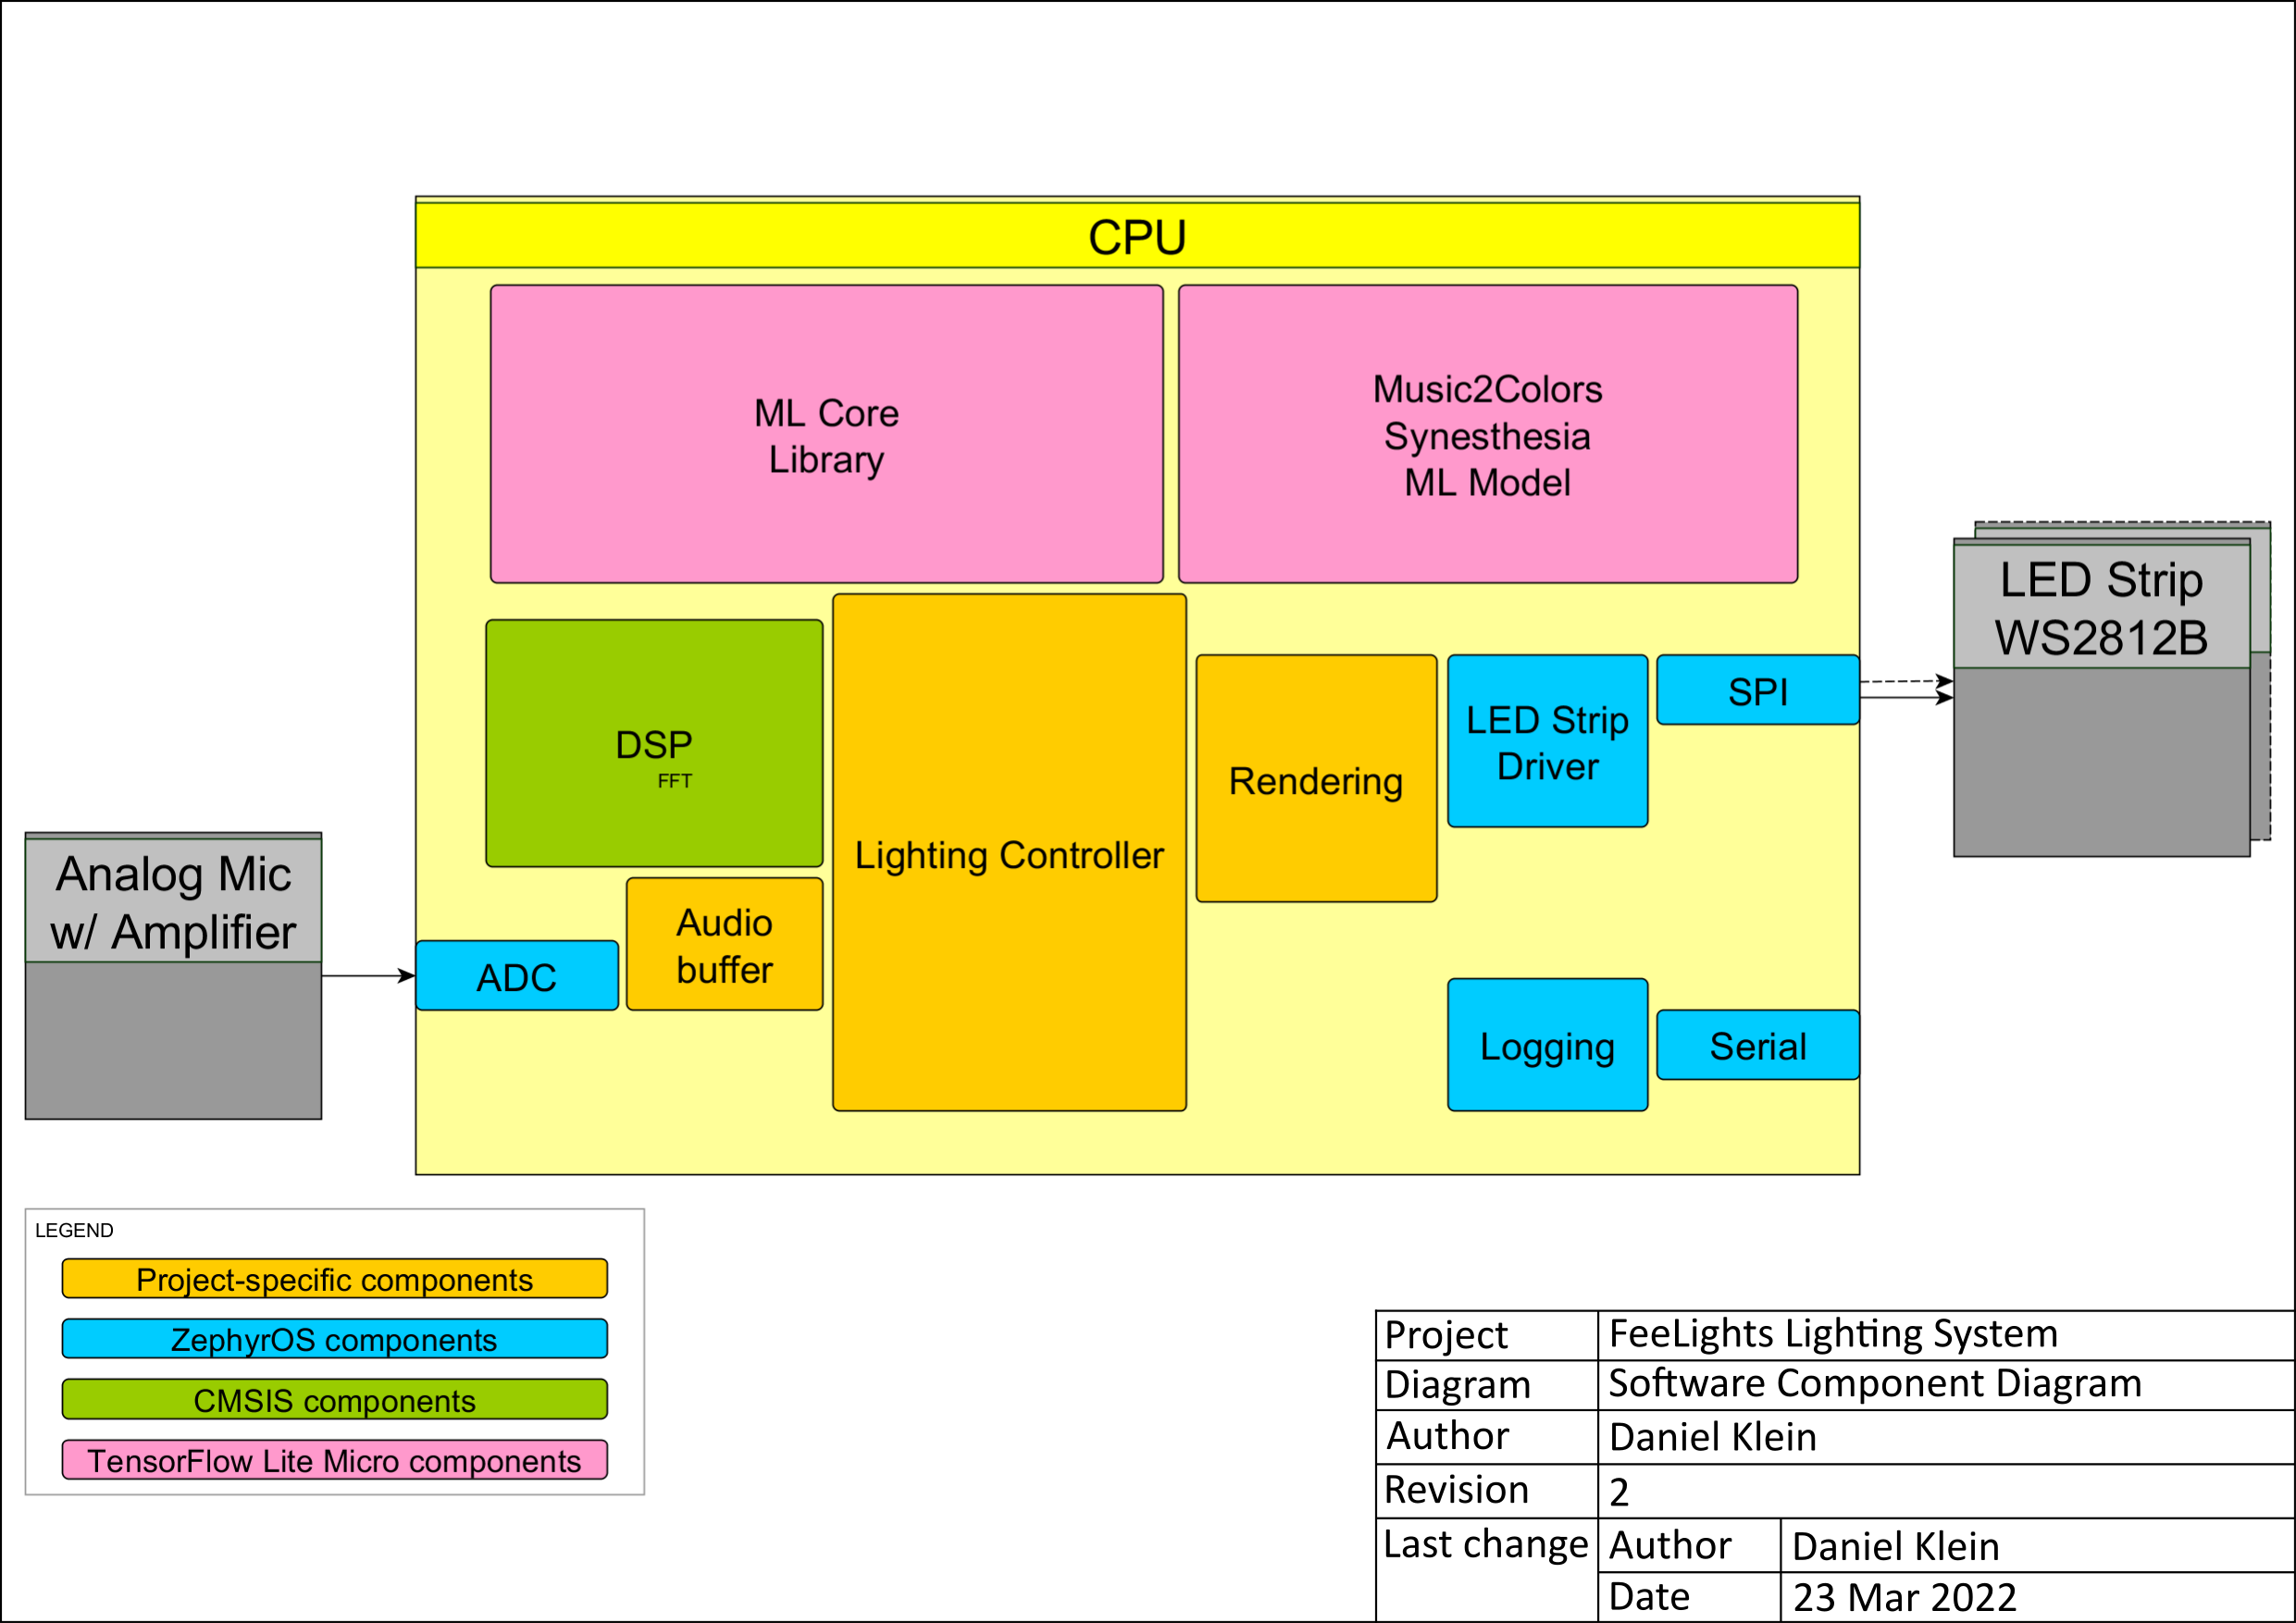 CPU
ML Core
Library
Music2Colors
Synesthesia
ML Model
DSP
FFT
Lighting Controller
Rendering
LED Strip
Driver
SPI
LED Strip
WS2812B
Analog Mic
w/ Amplifier
ADC
Audio
buffer
Logging
Serial
LEGEND
Project-specific components
ZephyrOS components
CMSIS components
TensorFlow Lite Micro components
Project FeeLights Lighting System
Diagram Software Component Diagram
Author Daniel Klein
Revision 2
Last change Author Daniel Klein
Date 23 Mar 2022